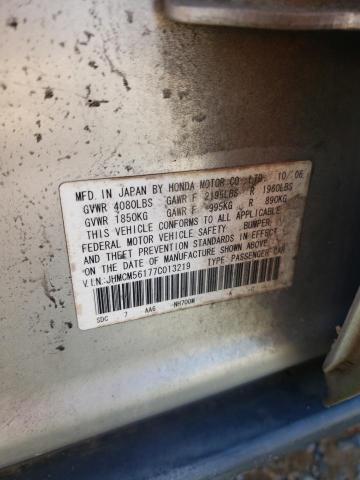 MFD. IN JAPAN BY HONDA MOTOR CO., LTD. 10/06
GVWR 4080LBS GAWR F 2195LBS R 1960LBS
GVWR 1850KG GAWR F 995KG R 890KG
THIS VEHICLE CONFORMS TO ALL APPLICABLE
FEDERAL MOTOR VEHICLE SAFETY, BUMPER,
AND THEFT PREVENTION STANDARDS IN EFFECT
ON THE DATE OF MANUFACTURE SHOWN ABOVE.
V.I.N.:JHMCM56177C013219 TYPE: PASSENGER CAR
SDC 7 AA6 NH700M